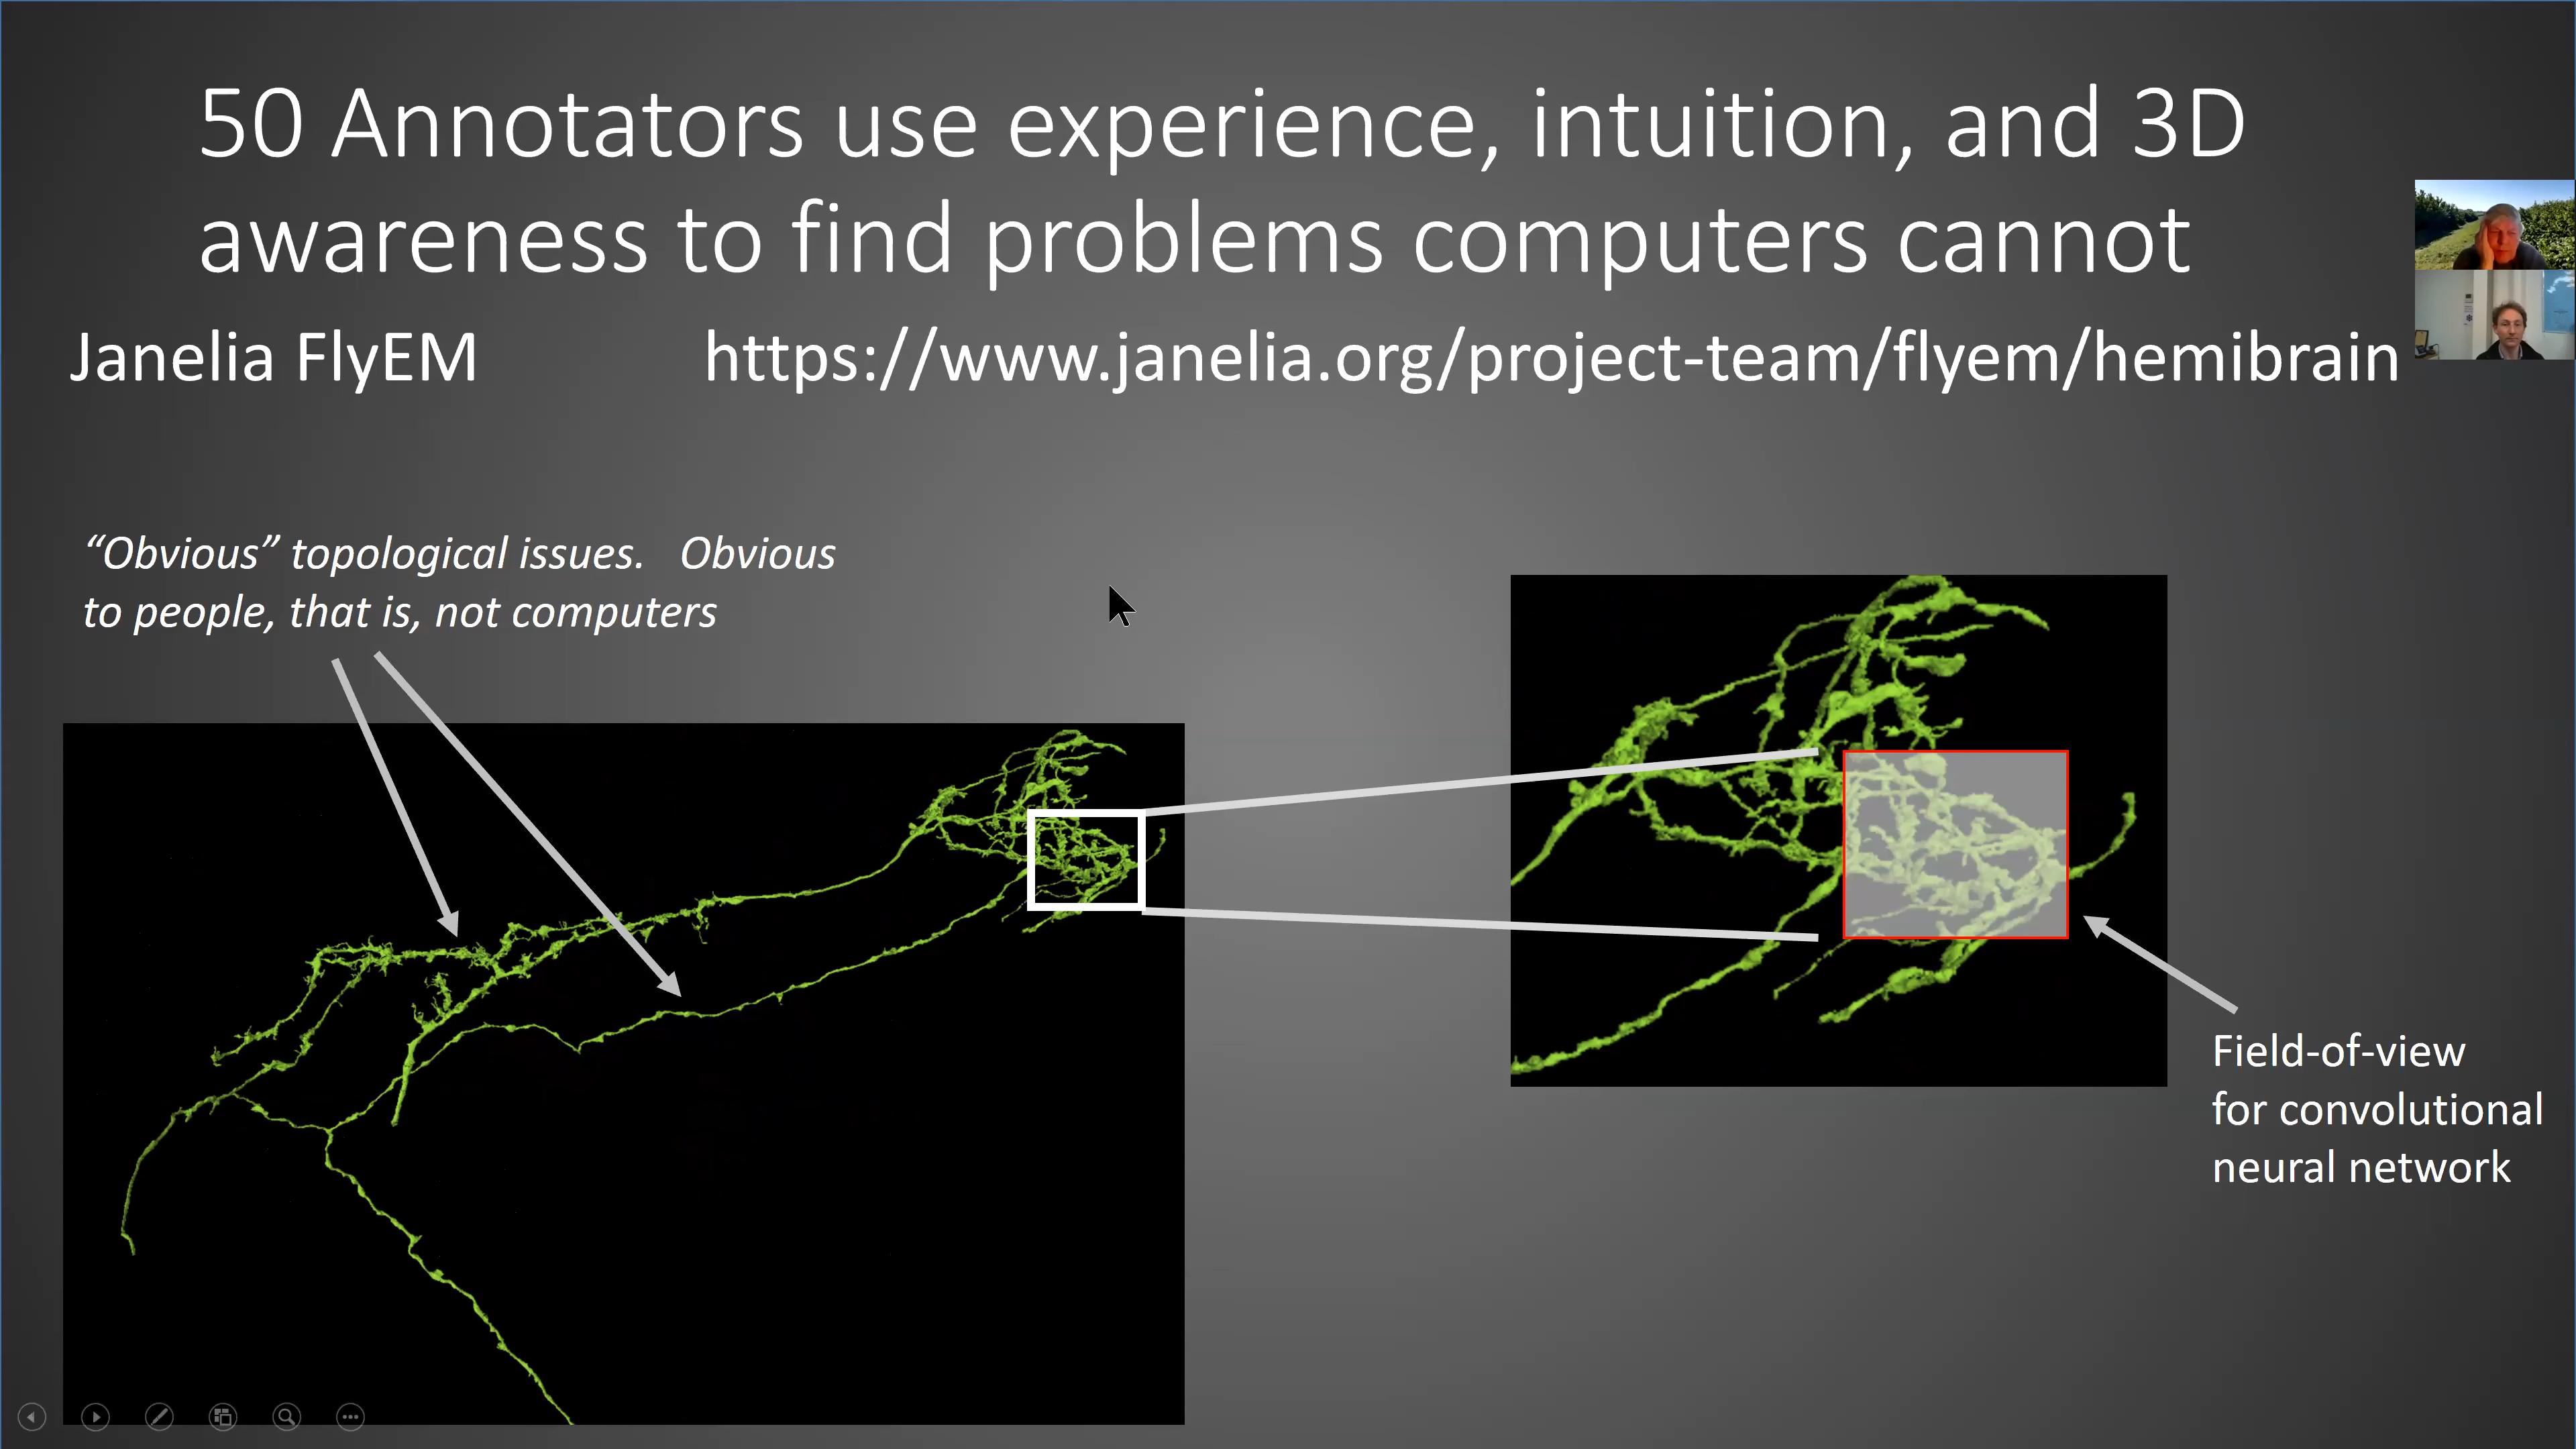 50 Annotators use experience, intuition, and 3D
awareness to find problems computers cannot
Janelia FlyEM
https://www.janelia.org/project-team/flyem/hemibrain
“Obvious” topological issues.   Obvious
to people, that is, not computers
Field-of-view
for convolutional
neural network